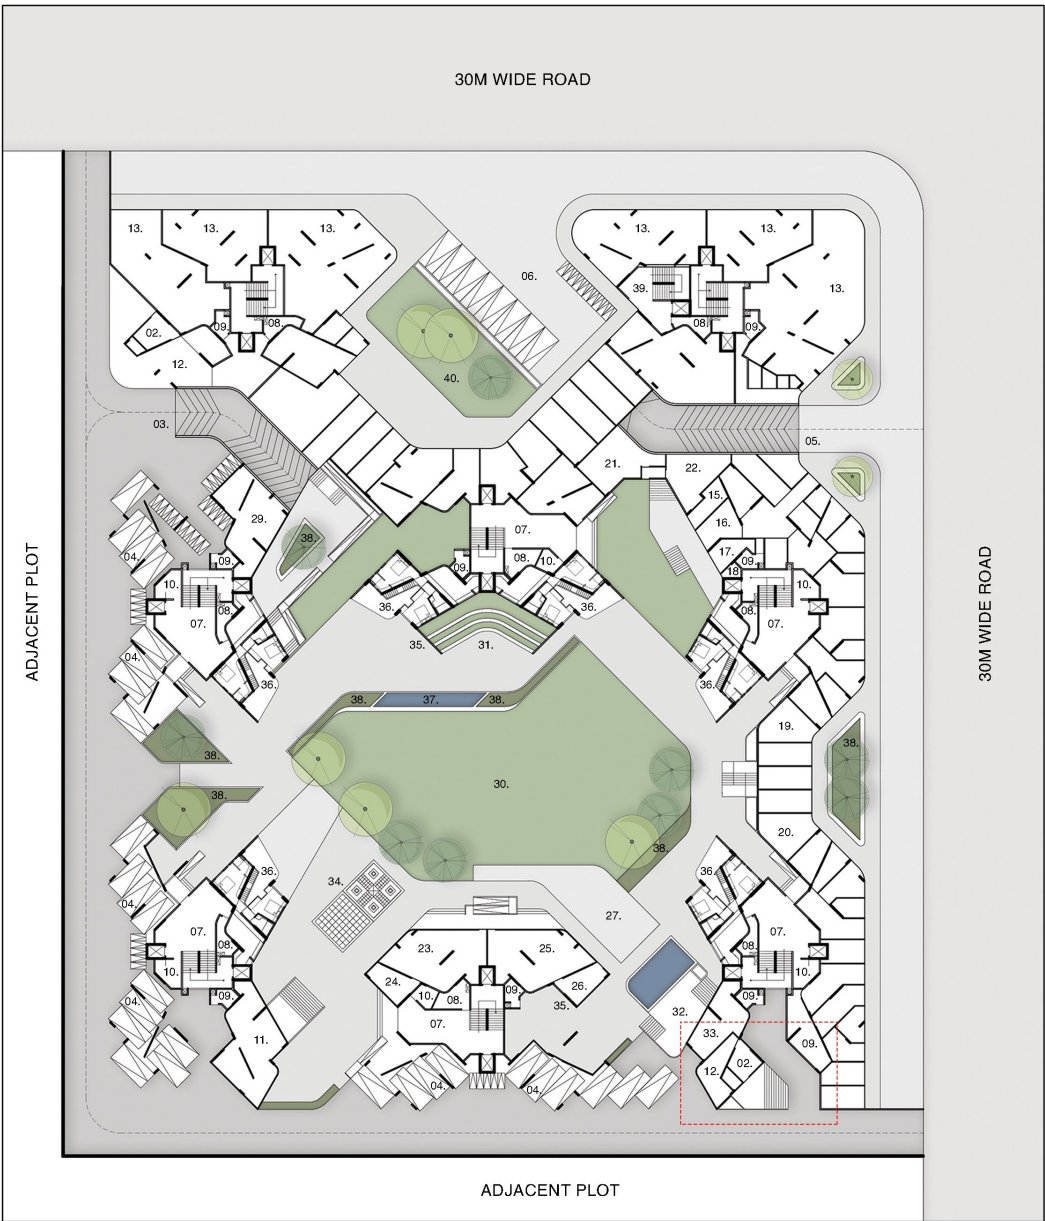 30M WIDE ROAD
13. 13. 13. 13. 13.
06.
39. 13.
02. 09. 08. 08. 09.
12. 40.
03. 05.
21. 22.
15.
29. 07. 16.
38.
04. 09. 08. 10. 17. 09.
09. 18
10. 10.
08. 36. 36. 08.
07. 07.
35. 31.
04.
36. 36.
38. 37. 38.
19.
38. 38.
30.
38.
20.
38.
36. 36.
34.
04. 27.
07. 07.
08. 23. 25. 08.
10. 24. 26. 10.
09. 10. 08. 09. 09.
04. 35.
07. 32.
11. 33. 09.
02.
12.
04. 04.
ADJACENT PLOT
30M WIDE ROAD
ADJACENT PLOT